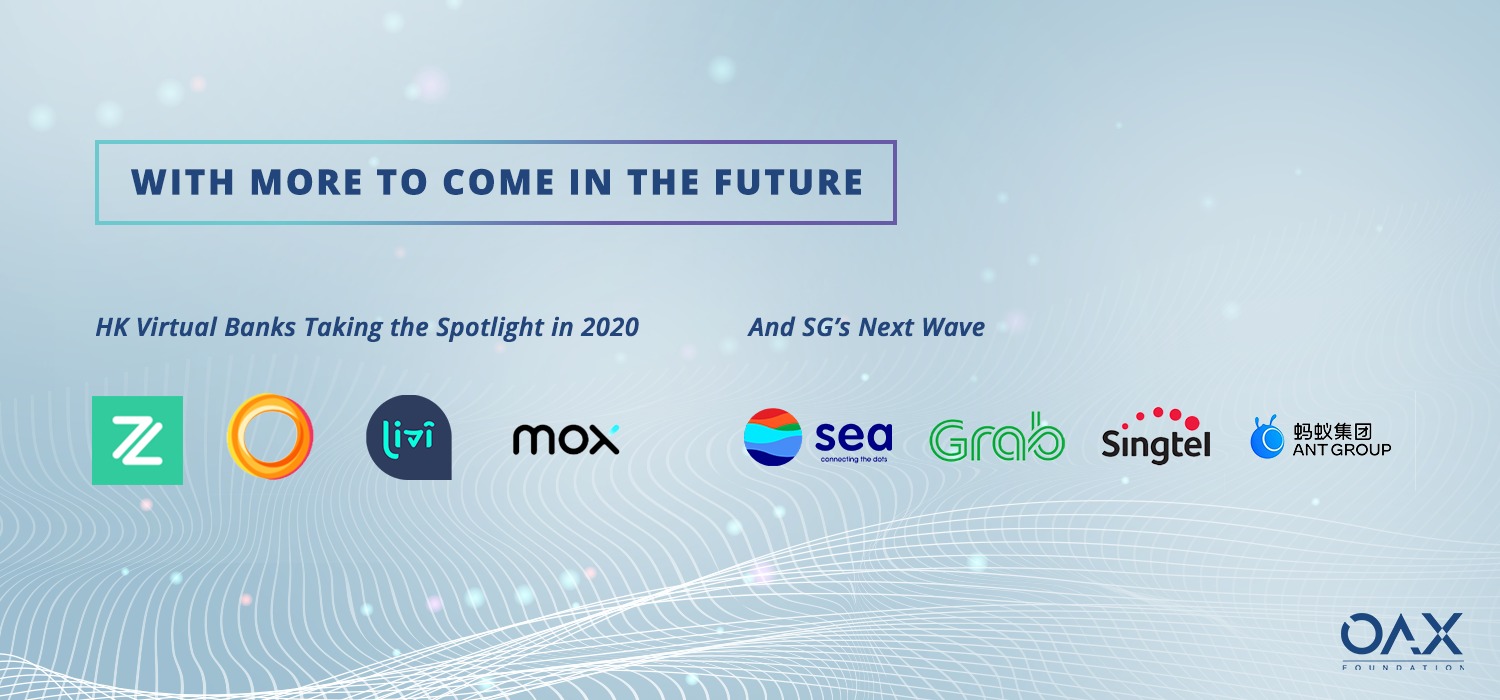 WITH MORE TO COME IN THE FUTURE
HK Virtual Banks Taking the Spotlight in 2020
And SG's Next Wave
livi
mox
sea
connecting the dots
Grab
Singtel
蚂蚁集团
ANT GROUP
OAX
FOUNDATION